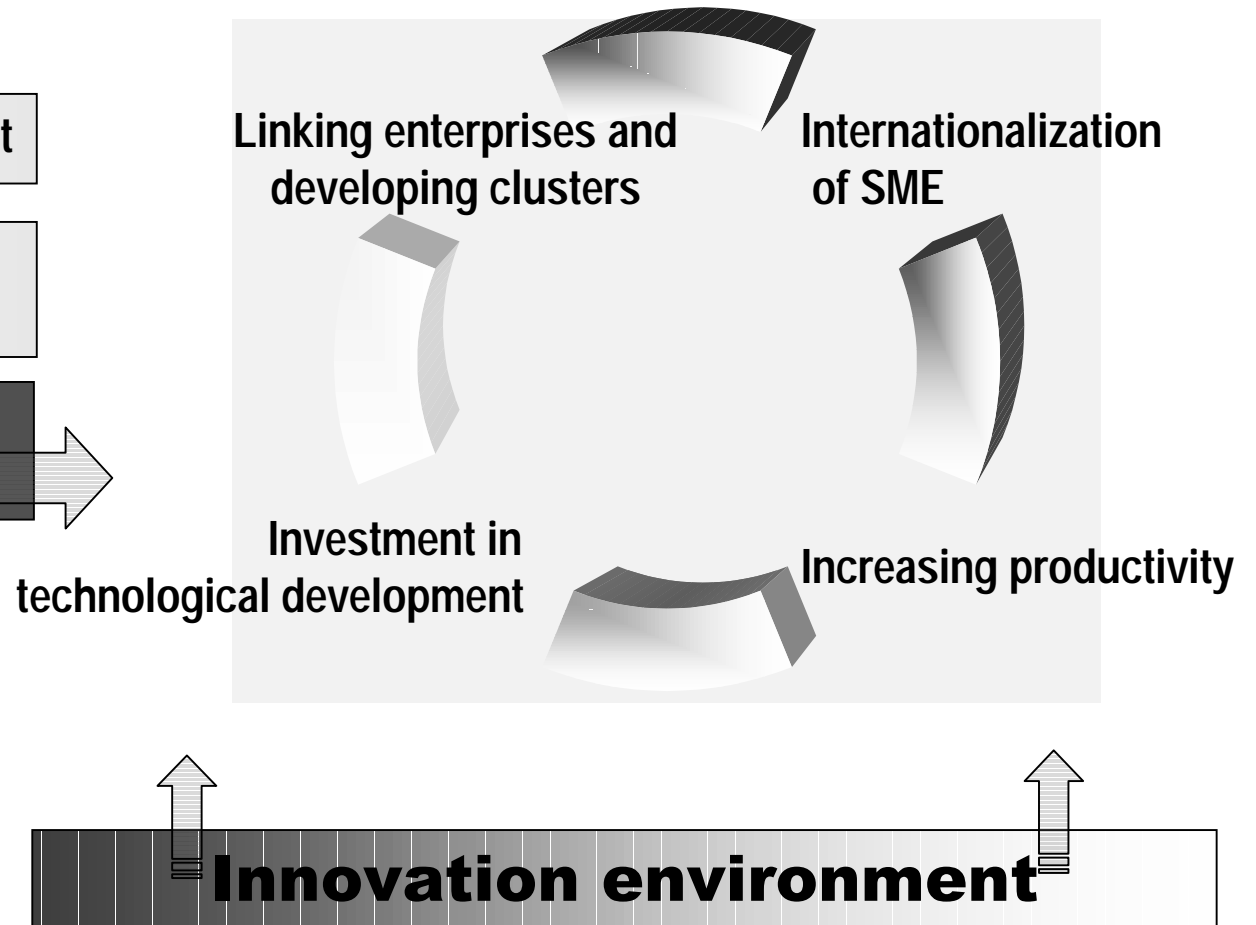 t
Linking enterprises and
developing clusters
Internationalization
of SME
Investment in
technological development
Increasing productivity
Innovation environment